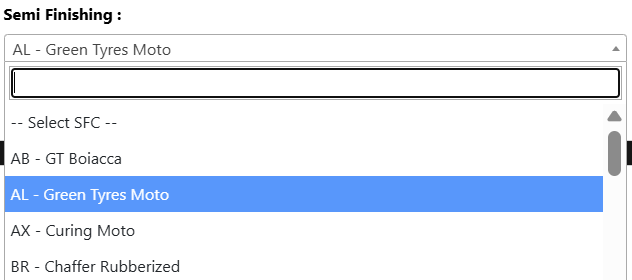 Semi Finishing :
AL - Green Tyres Moto
-- Select SFC --
AB - GT Boiacca
AL - Green Tyres Moto
AX - Curing Moto
BR - Chaffer Rubberized